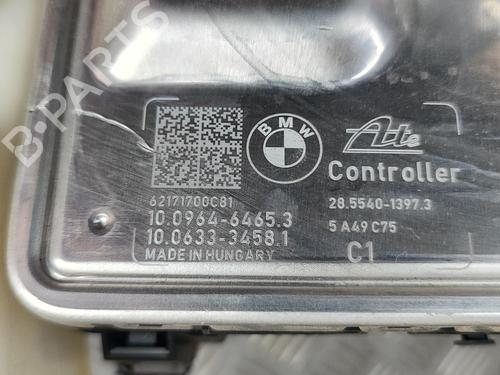 B-PARTS
BMW
Ate
Controller
62171700C81
28.5540-1397.3
10.0964-6465.3
5 A49 C75
10.0633-3458.1
C1
MADE IN HUNGARY